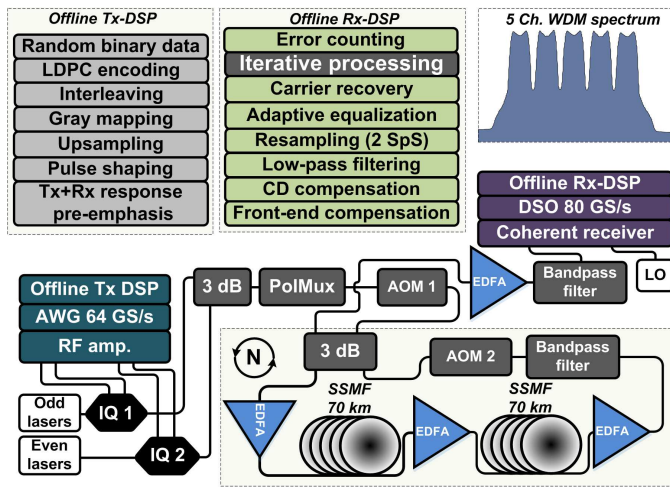 Offline Tx-DSP
Random binary data
LDPC encoding
Interleaving
Gray mapping
Upsampling
Pulse shaping
Tx+Rx response
pre-emphasis
Offline Rx-DSP
Error counting
Iterative processing
Carrier recovery
Adaptive equalization
Resampling (2 SpS)
Low-pass filtering
CD compensation
Front-end compensation
5 Ch. WDM spectrum
Offline Rx-DSP
DSO 80 GS/s
Coherent receiver
Offline Tx DSP
AWG 64 GS/s
RF amp.
Odd
lasers
IQ 1
Even
lasers
IQ 2
3 dB
PolMux
AOM 1
EDFA
Bandpass
filter
LO
N
3 dB
AOM 2
Bandpass
filter
EDFA
SSMF
70 km
EDFA
SSMF
70 km
EDFA